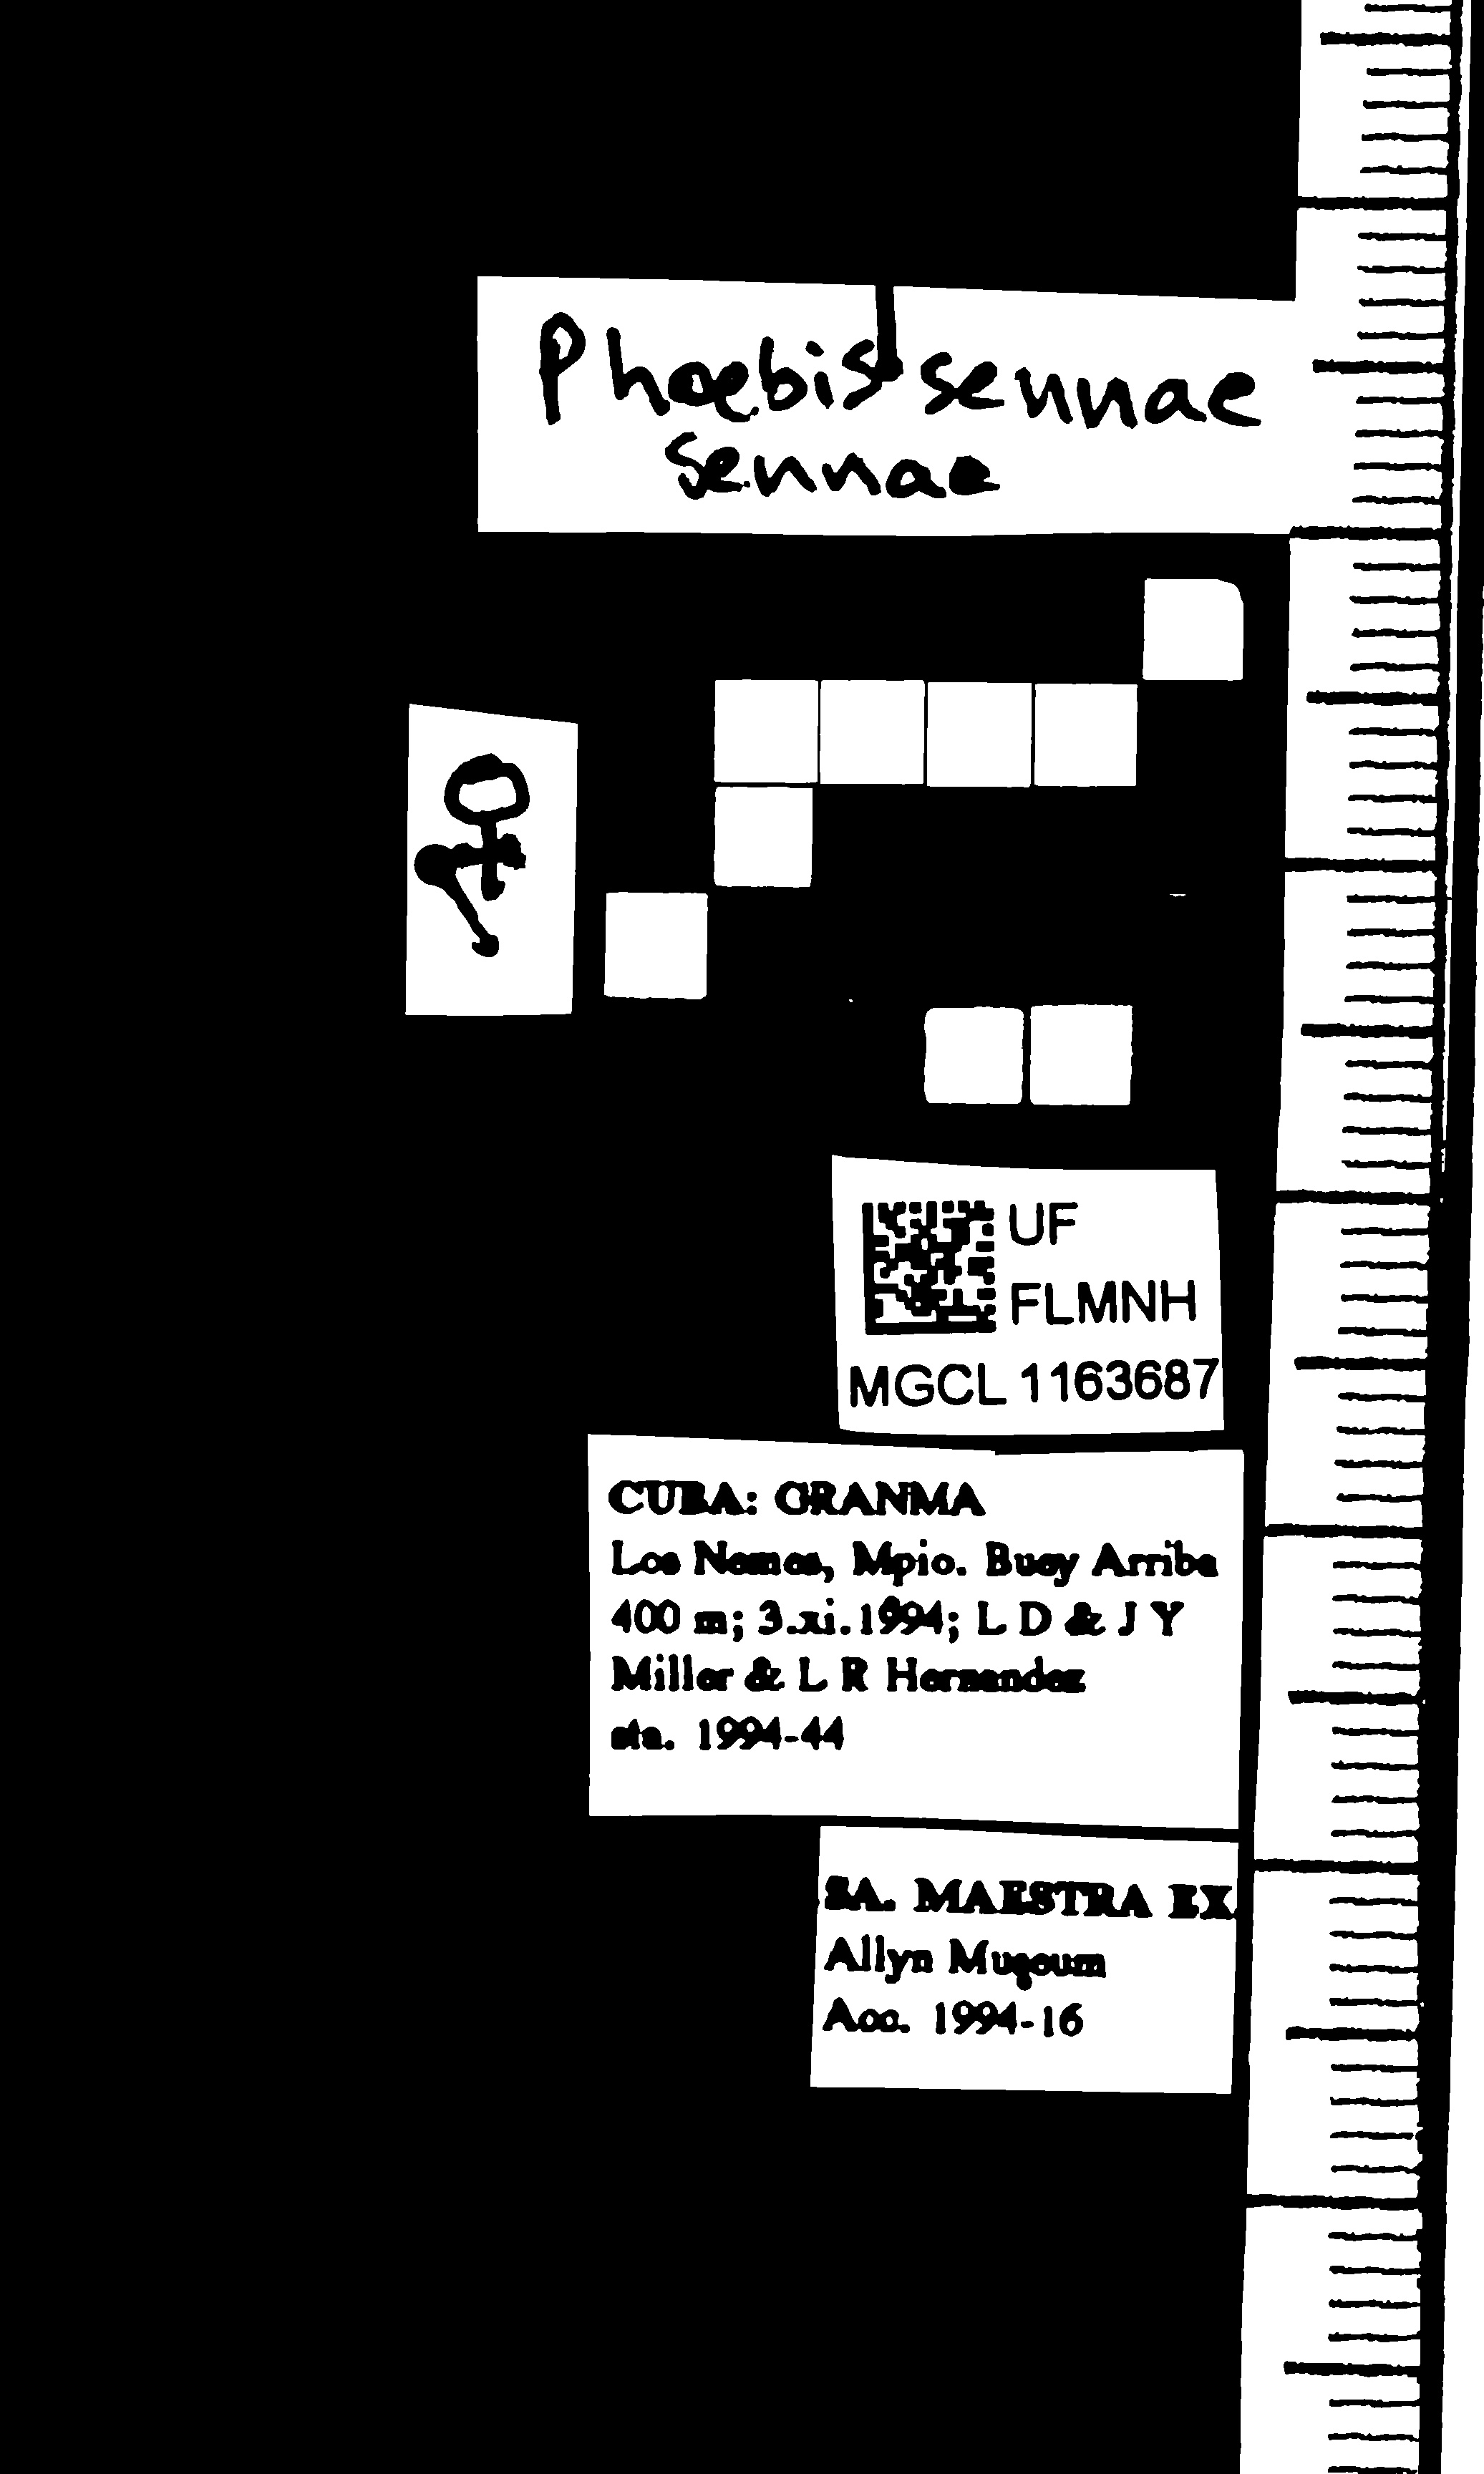 Phoebis sennae
sennae
♀
UF
FLMNH
MGCL 1163687
CUBA: GRANMA
Los Nemos, Mpio. Buey Arriba
400 m; 3.xi.1994; L D & J Y
Miller & L R Hernandez
sta. 1994-44
SA. MAESTRA EX.
Allyn Museum
Acc. 1994-16